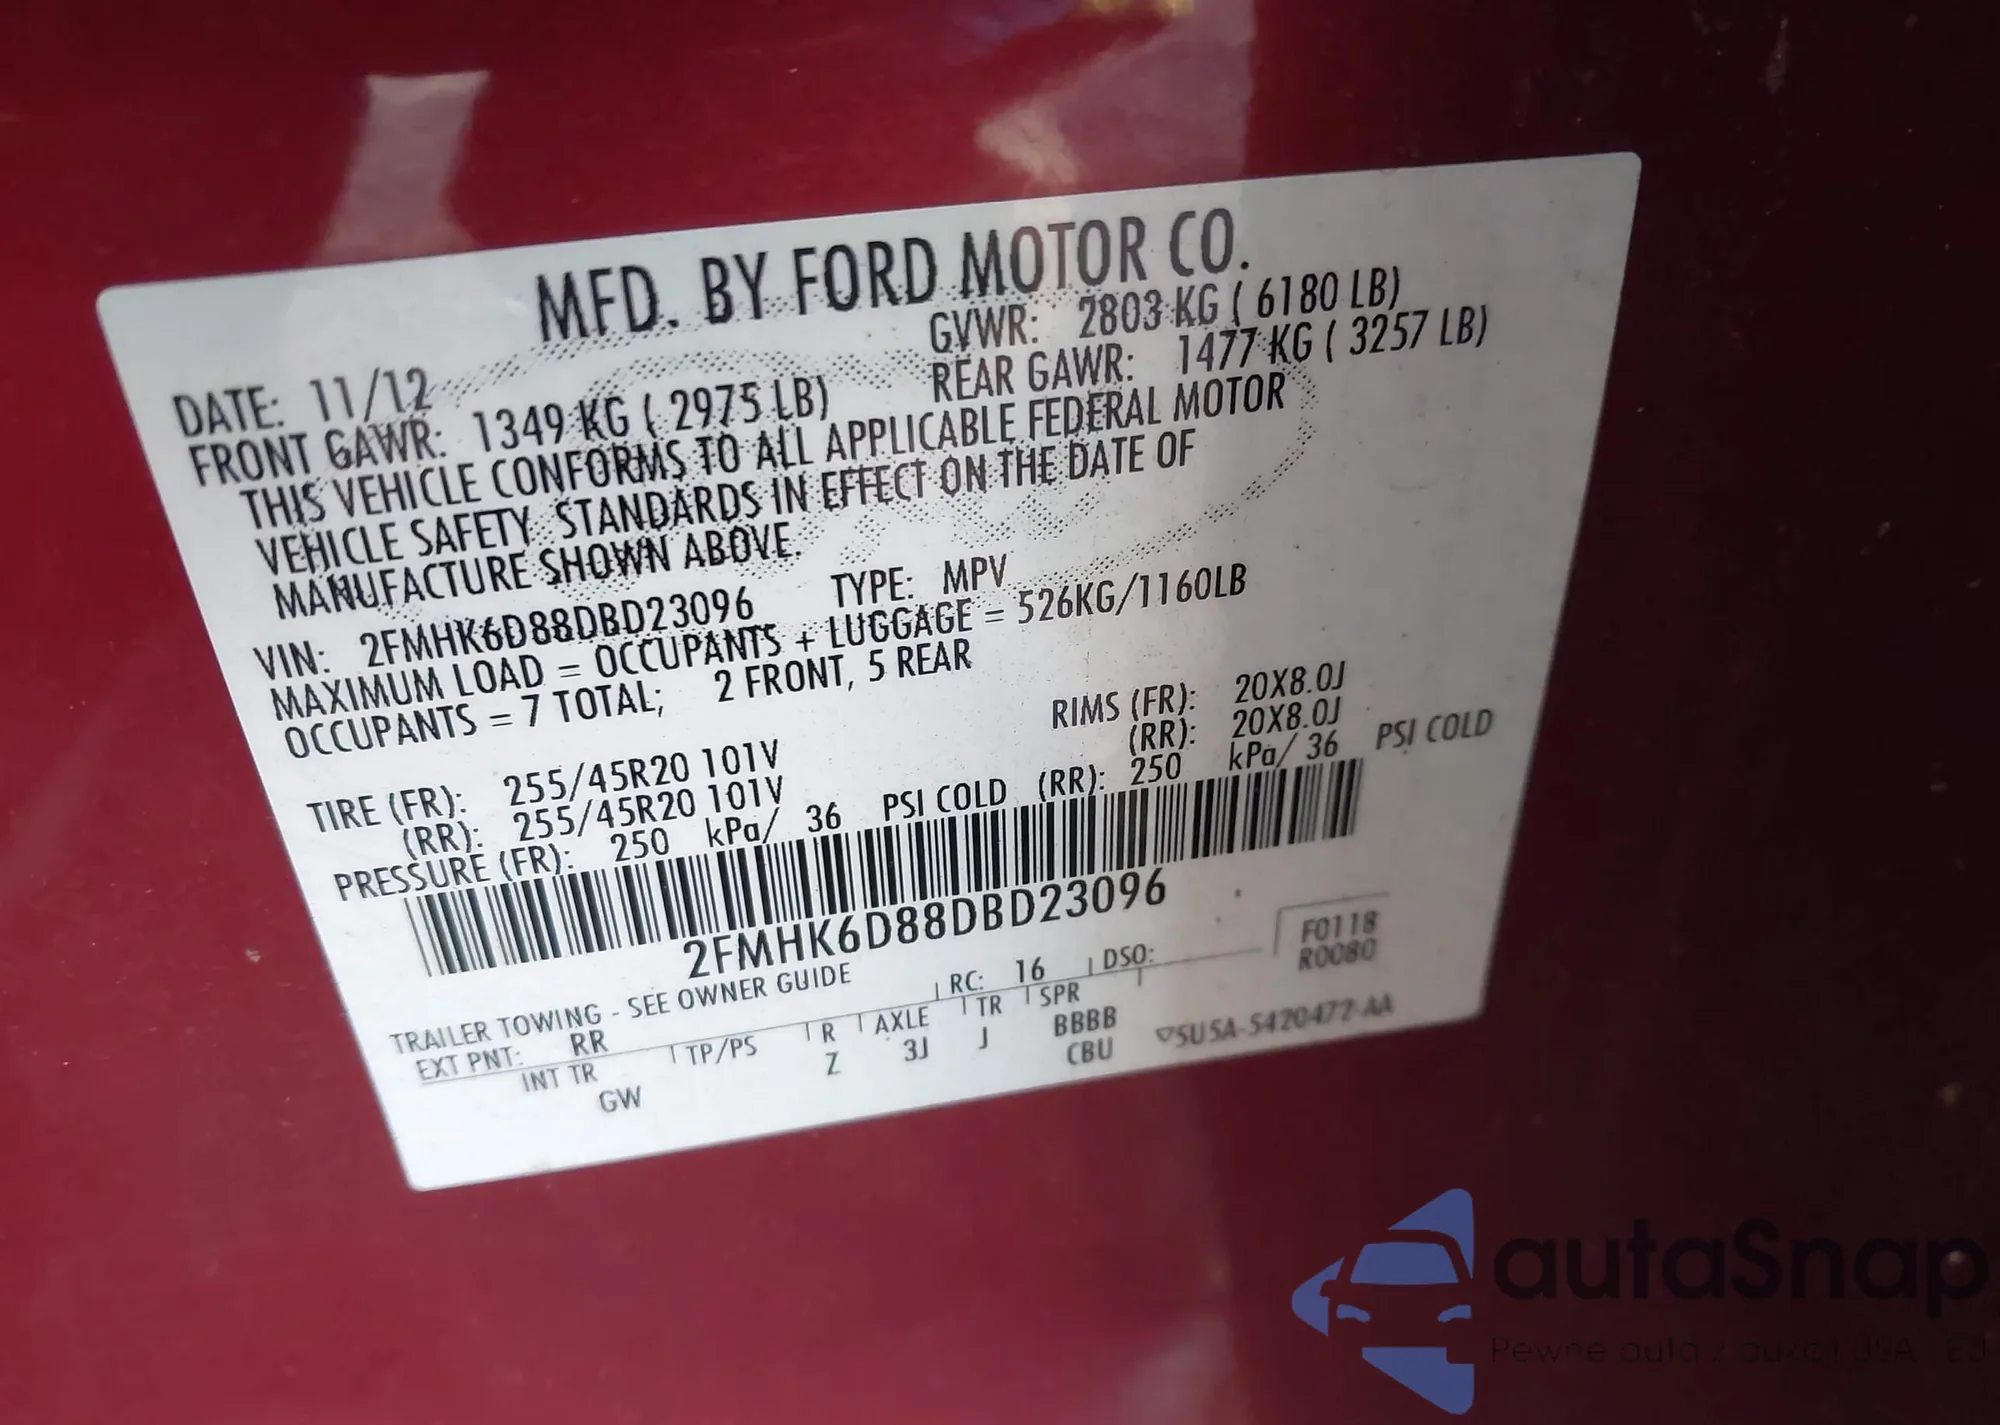 MFD. BY FORD MOTOR CO.
DATE: 11/12 GVWR: 2803 KG ( 6180 LB)
FRONT GAWR: 1349 KG ( 2975 LB) REAR GAWR: 1477 KG ( 3257 LB)
THIS VEHICLE CONFORMS TO ALL APPLICABLE FEDERAL MOTOR
VEHICLE SAFETY STANDARDS IN EFFECT ON THE DATE OF
MANUFACTURE SHOWN ABOVE.
VIN: 2FMHK6D88DBD23096 TYPE: MPV
MAXIMUM LOAD = OCCUPANTS + LUGGAGE = 526KG/1160LB
OCCUPANTS = 7 TOTAL; 2 FRONT, 5 REAR
TIRE (FR): 255/45R20 101V RIMS (FR): 20X8.0J
(RR): 255/45R20 101V (RR): 20X8.0J
PRESSURE (FR): 250 kPa/ 36 PSI COLD (RR): 250 kPa/ 36 PSI COLD
2FMHK6D88DBD23096
F0118
R0080
TRAILER TOWING - SEE OWNER GUIDE
EXT PNT: RR RC: 16 DSO:
INT TR TP/PS R AXLE TR SPR
GW Z 3J J BBBB
CBU
5U5A-5420472-AA
autaSnap
Pewne auta z